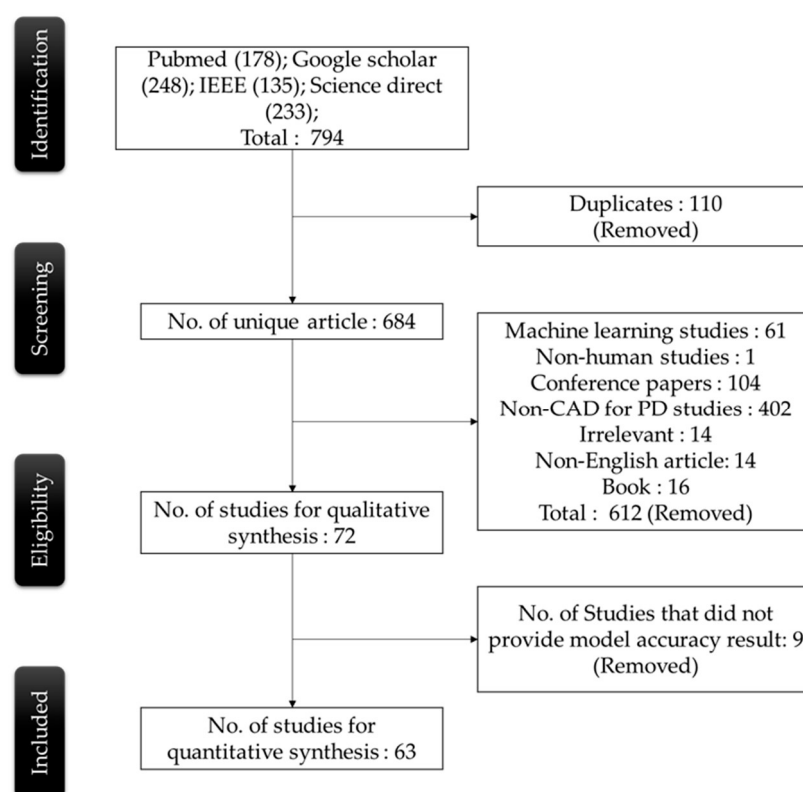 Identification
Pubmed (178); Google scholar
(248); IEEE (135); Science direct
(233);
Total : 794
Duplicates : 110
(Removed)
Screening
No. of unique article : 684
Machine learning studies : 61
Non-human studies : 1
Conference papers : 104
Non-CAD for PD studies : 402
Irrelevant : 14
Non-English article: 14
Book : 16
Total : 612 (Removed)
Eligibility
No. of studies for qualitative
synthesis : 72
No. of Studies that did not
provide model accuracy result: 9
(Removed)
Included
No. of studies for
quantitative synthesis : 63